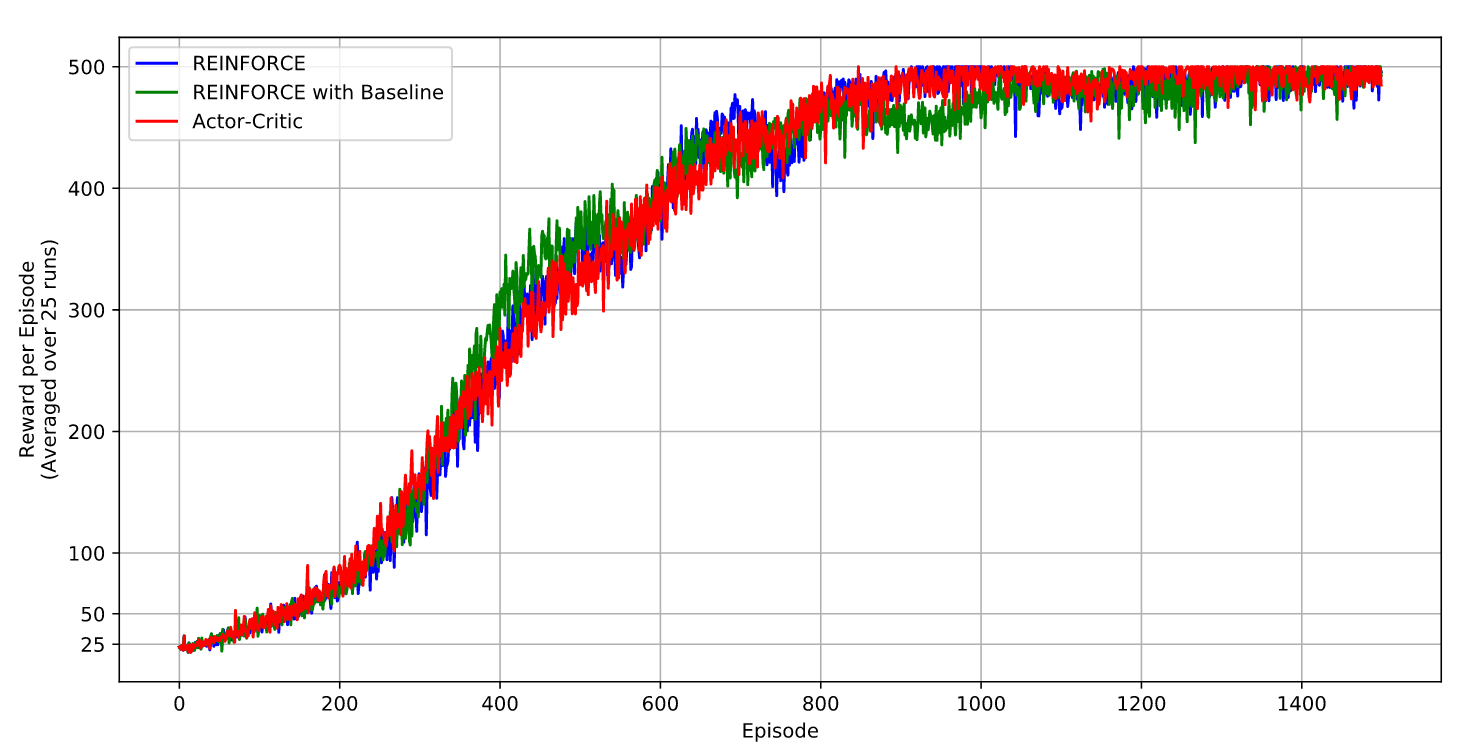 REINFORCE
REINFORCE with Baseline
Actor-Critic
500
400
300
200
100
50
25
Reward per Episode
(Averaged over 25 runs)
0
200
400
600
800
1000
1200
1400
Episode